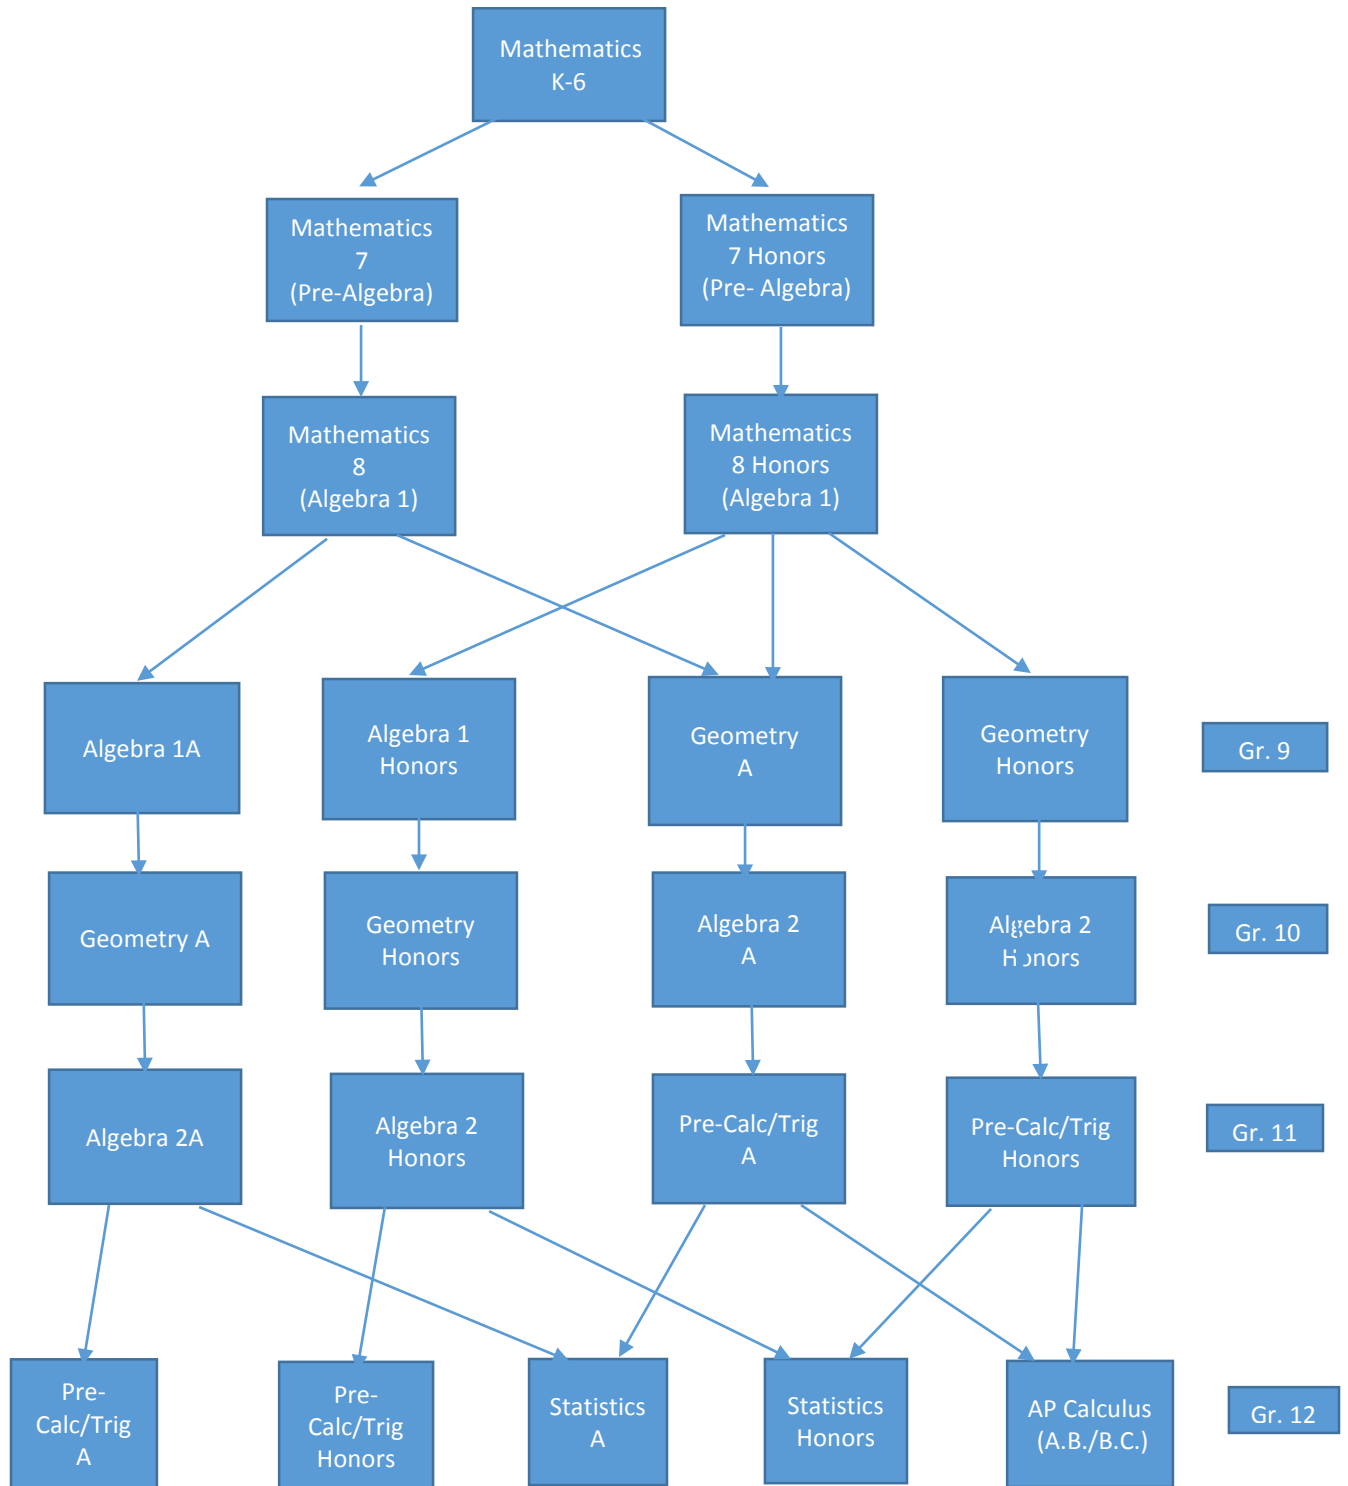 Mathematics
K-6
Mathematics
7
(Pre-Algebra)
Mathematics
7 Honors
(Pre- Algebra)
Mathematics
8
(Algebra 1)
Mathematics
8 Honors
(Algebra 1)
Algebra 1A
Algebra 1
Honors
Geometry
A
Geometry
Honors
Gr. 9
Geometry A
Geometry
Honors
Algebra 2
A
Algebra 2
Honors
Gr. 10
Algebra 2A
Algebra 2
Honors
Pre-Calc/Trig
A
Pre-Calc/Trig
Honors
Gr. 11
Pre-
Calc/Trig
A
Pre-
Calc/Trig
Honors
Statistics
A
Statistics
Honors
AP Calculus
(A.B./B.C.)
Gr. 12